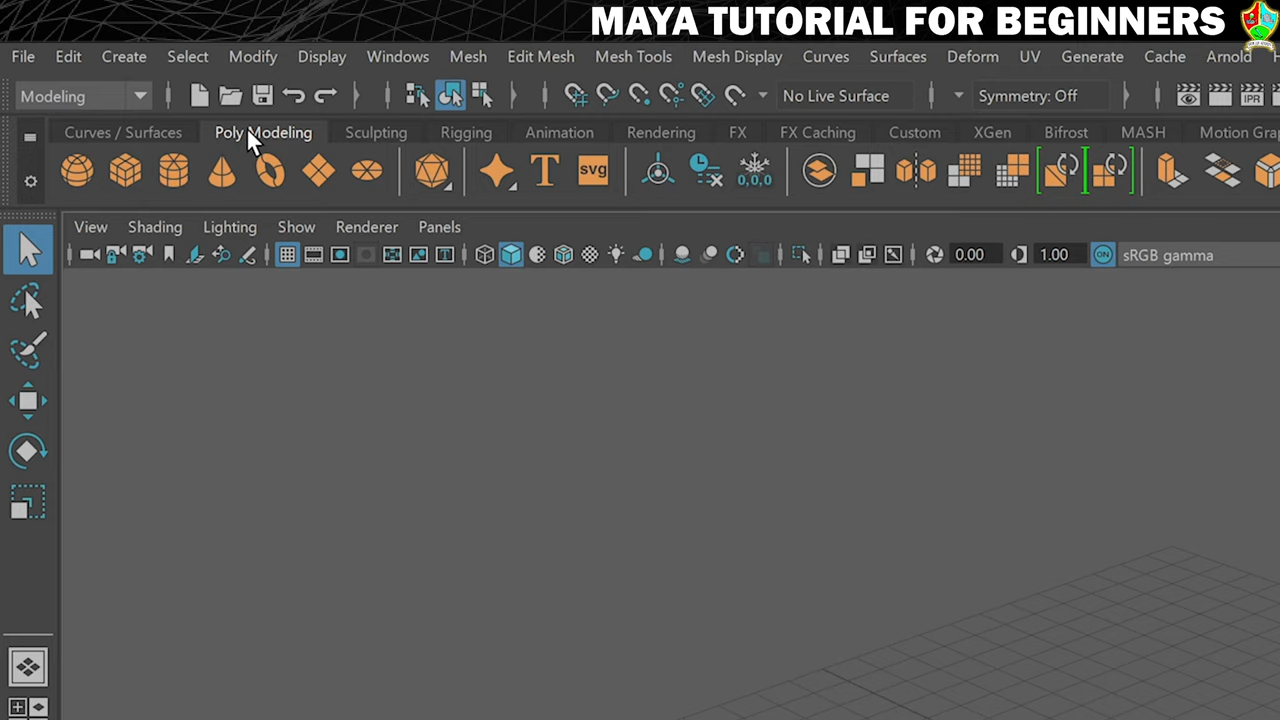 MAYA TUTORIAL FOR BEGINNERS
File Edit Create Select Modify Display Windows Mesh Edit Mesh Mesh Tools Mesh Display Curves Surfaces Deform UV Generate Cache Arnold
Modeling No Live Surface Symmetry: Off IPR
Curves / Surfaces Poly Modeling Sculpting Rigging Animation Rendering FX FX Caching Custom XGen Bifrost MASH Motion Gra
T svg 0,0,0
View Shading Lighting Show Renderer Panels
0.00 1.00 ON sRGB gamma